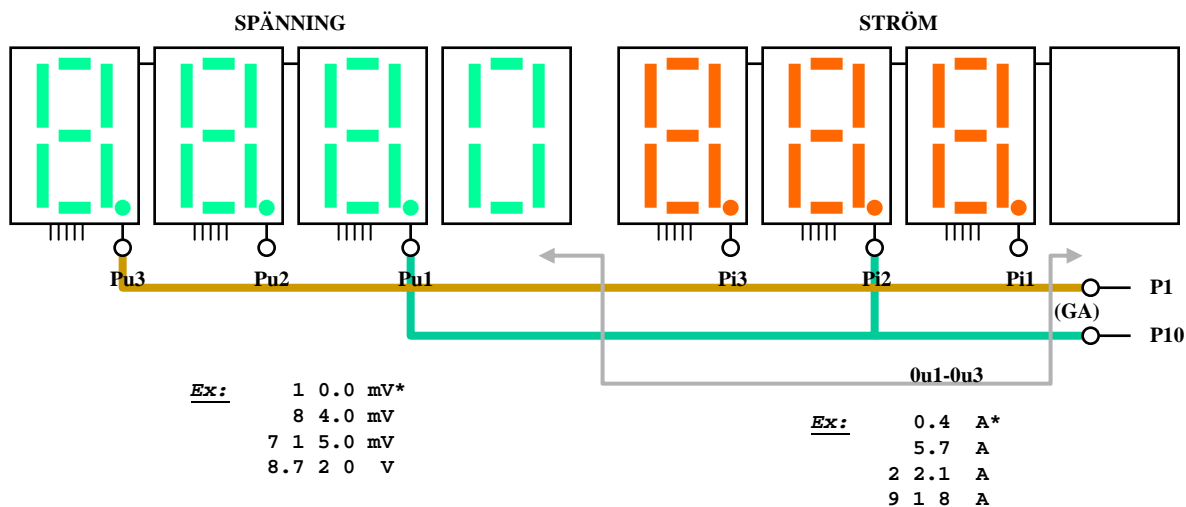 SPÄNNING
STRÖM
Pu3 Pu2 Pu1 Pi3 Pi2 Pi1 P1
(GA)
P10
0u1-0u3
Ex: 1 0.0 mV*
8 4.0 mV
7 1 5.0 mV
8.7 2 0 V
Ex: 0.4 A*
5.7 A
2 2.1 A
9 1 8 A